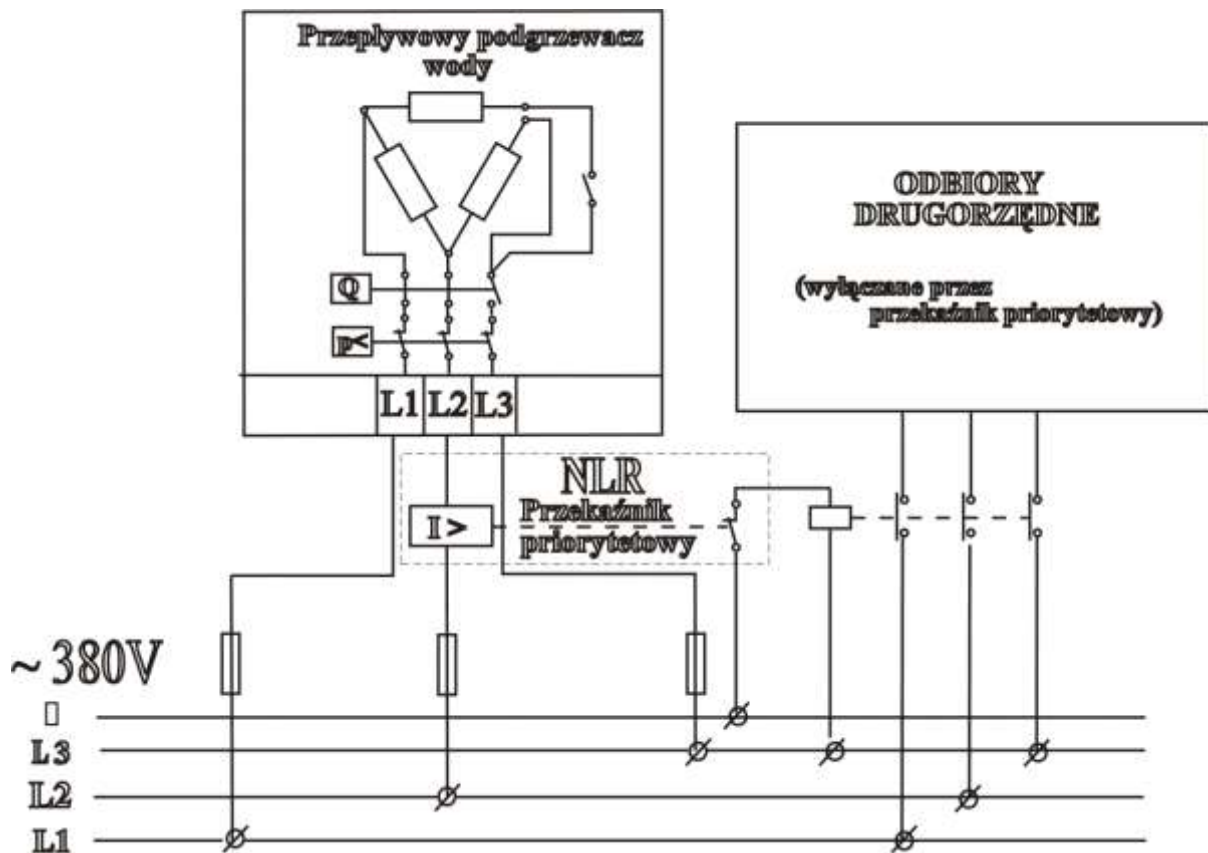 Przepływowy podgrzewacz
wody
ODBIORY
DRUGORZĘDNE
(wyłączane przez
przekaźnik priorytetowy)
Q
p<
L1 L2 L3
NLR
Przekaźnik
priorytetowy
I >
~ 380V
L3
L2
L1